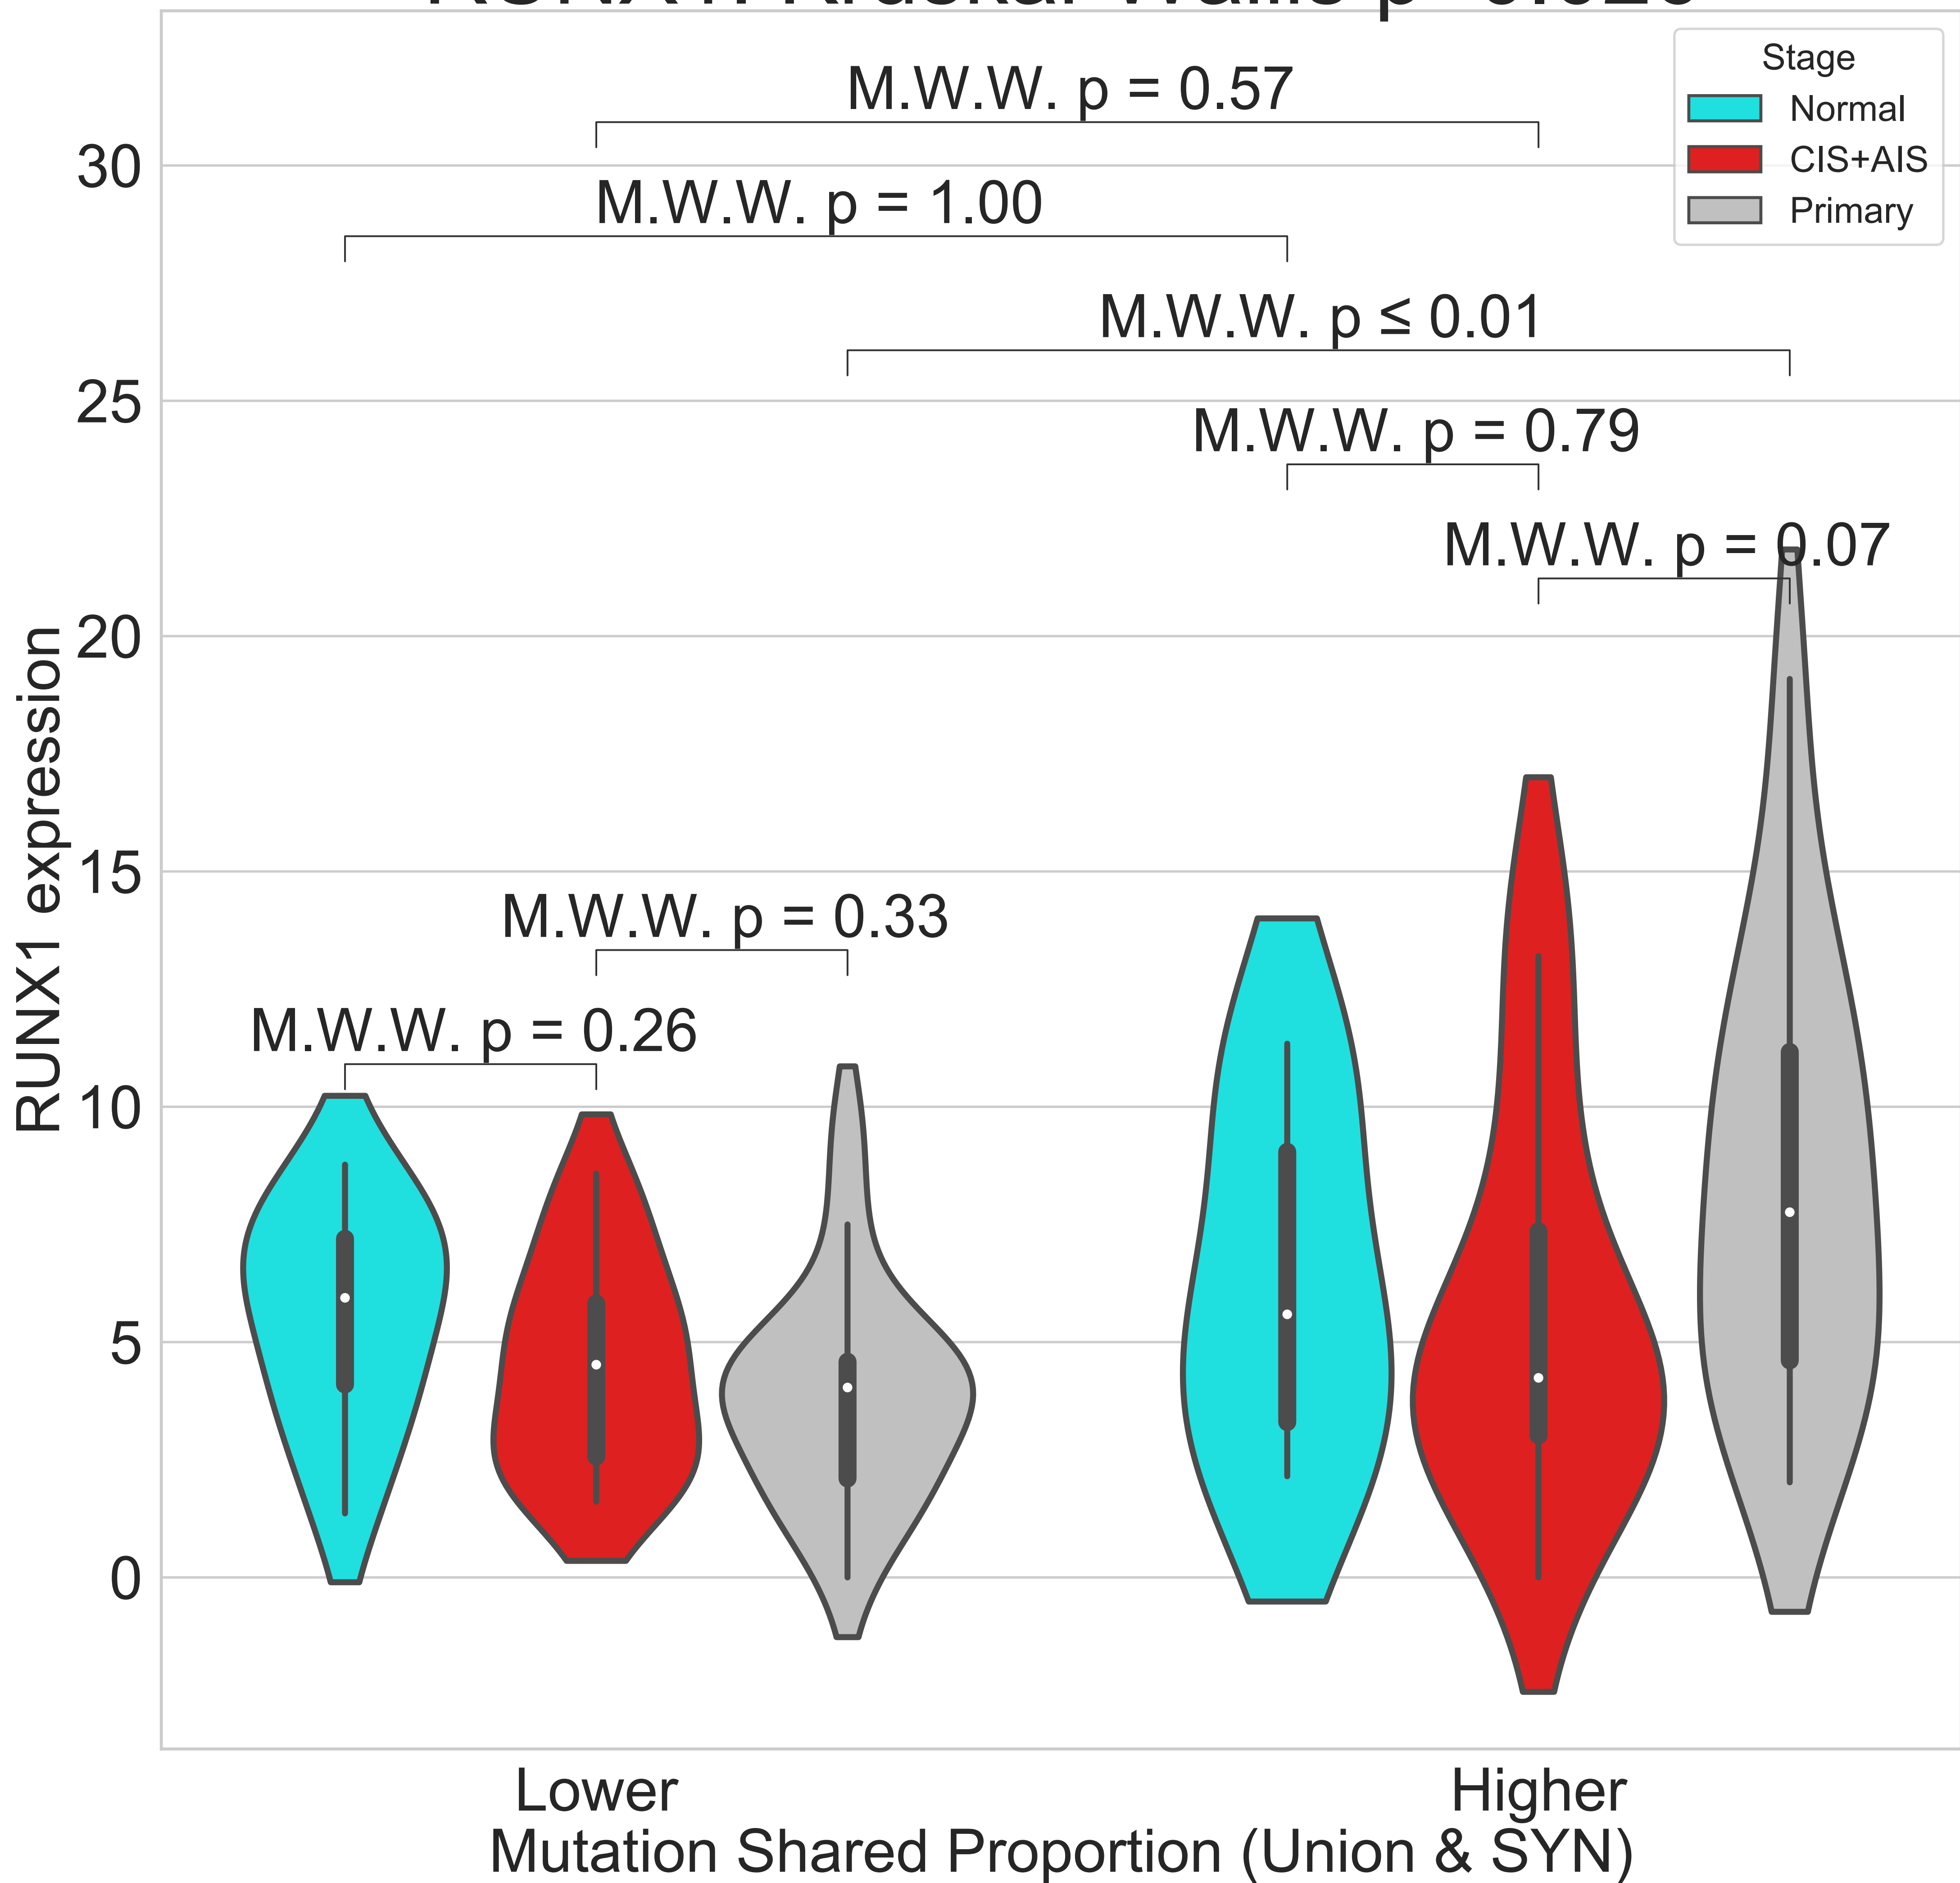 Stage
Normal
CIS+AIS
Primary
M.W.W. p = 0.57
M.W.W. p = 1.00
M.W.W. p ≤ 0.01
M.W.W. p = 0.79
M.W.W. p = 0.07
M.W.W. p = 0.33
M.W.W. p = 0.26
30
25
20
15
10
5
0
RUNX1 expression
Lower
Higher
Mutation Shared Proportion (Union & SYN)